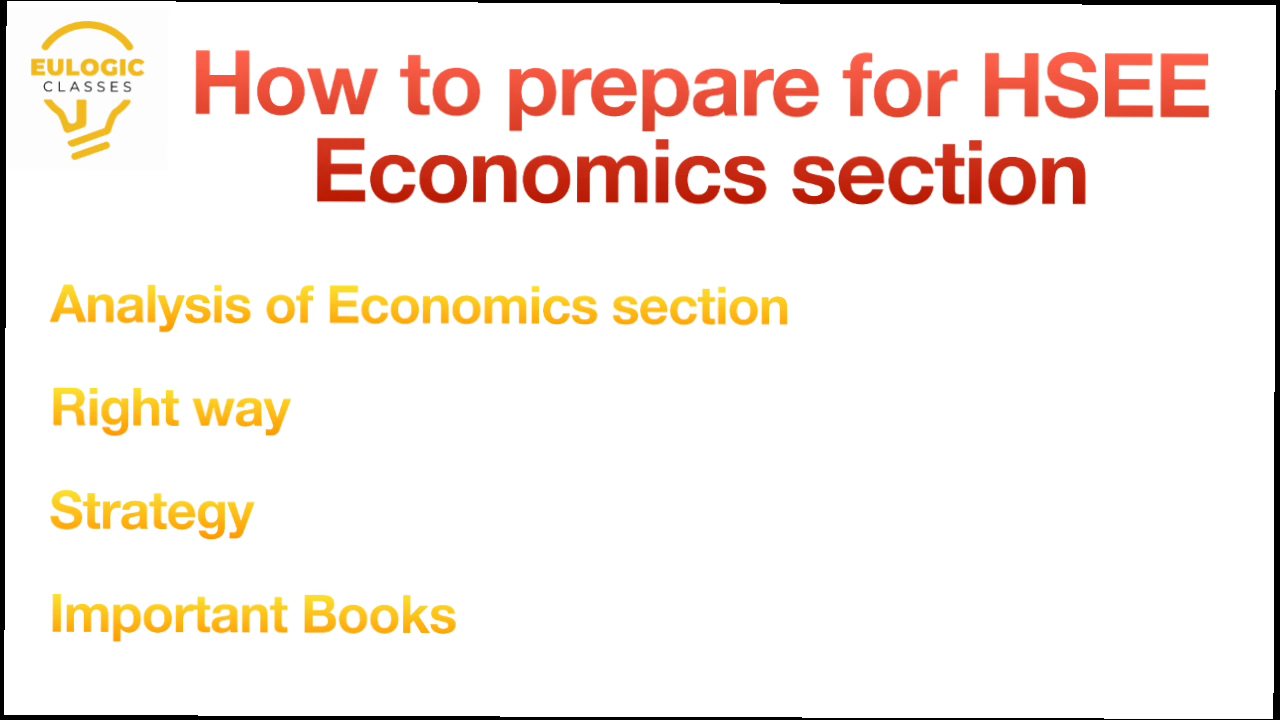 EULOGIC
CLASSES
How to prepare for HSEE
Economics section
Analysis of Economics section
Right way
Strategy
Important Books